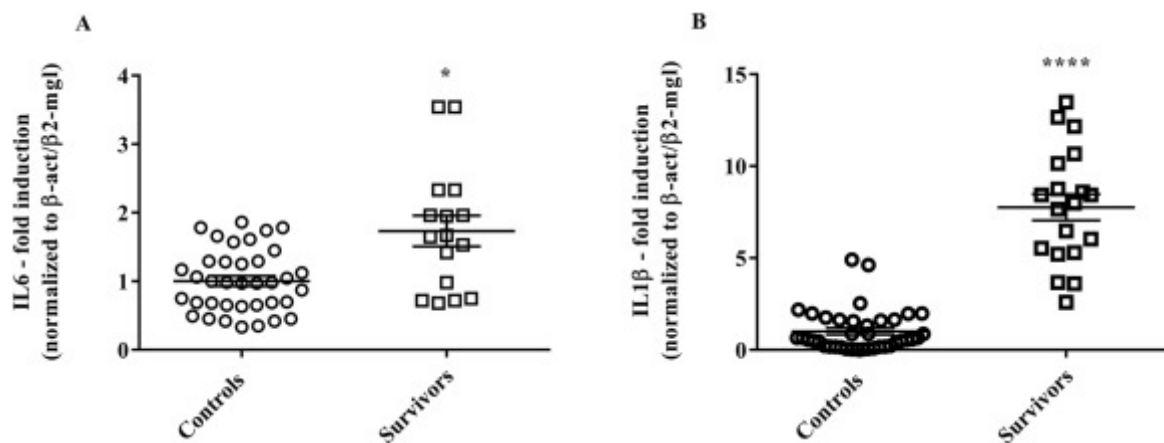 A
IL6 - fold induction
(normalized to β-act/β2-mgl)
4
3
2
1
0
*
Controls
Survivors
B
IL1β - fold induction
(normalized to β-act/β2-mgl)
15
10
5
0
****
Controls
Survivors